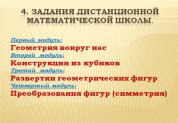 4. ЗАДАНИЯ ДИСТАНЦИОННОЙ
МАТЕМАТИЧЕСКОЙ ШКОЛЫ.
Первый модуль:
Геометрия вокруг нас
Второй модуль:
Конструкции из кубиков
Третий модуль:
Развертки геометрических фигур
Четвертый модуль:
Преобразования фигур (симметрия)